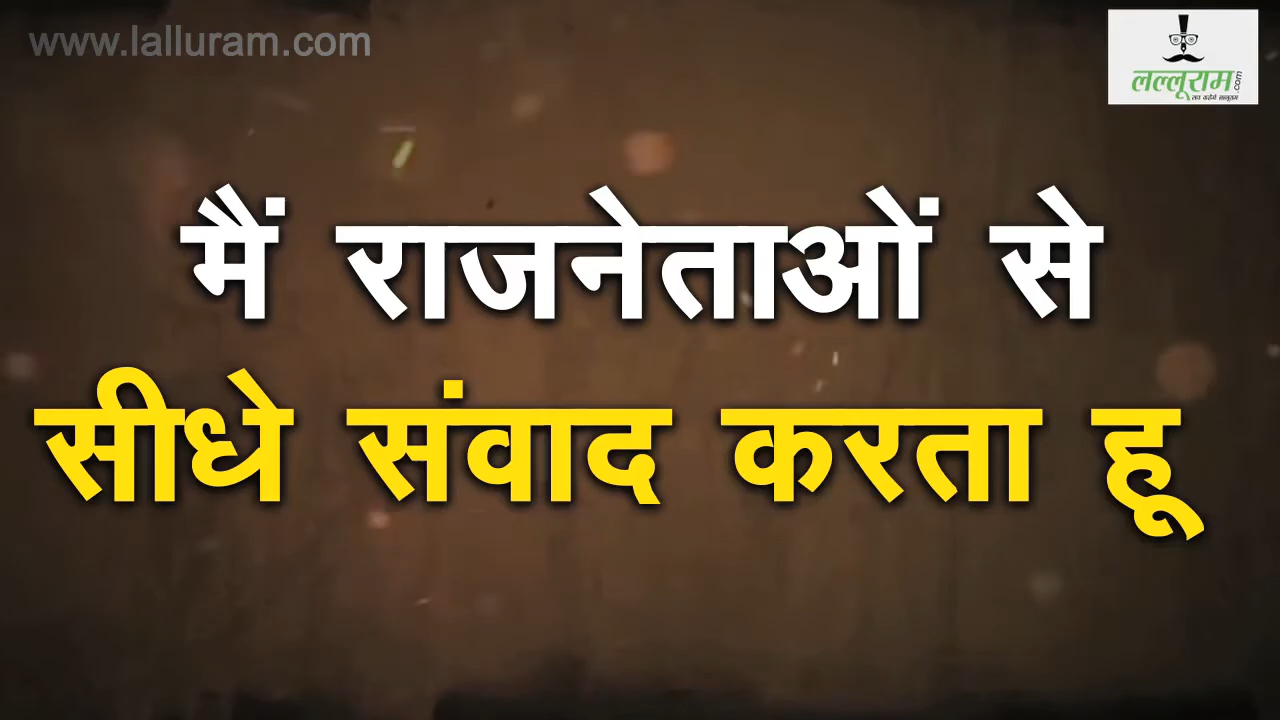 www.lalluram.com
लल्लूराम.com
मैं राजनेताओं से
सीधे संवाद करता हू